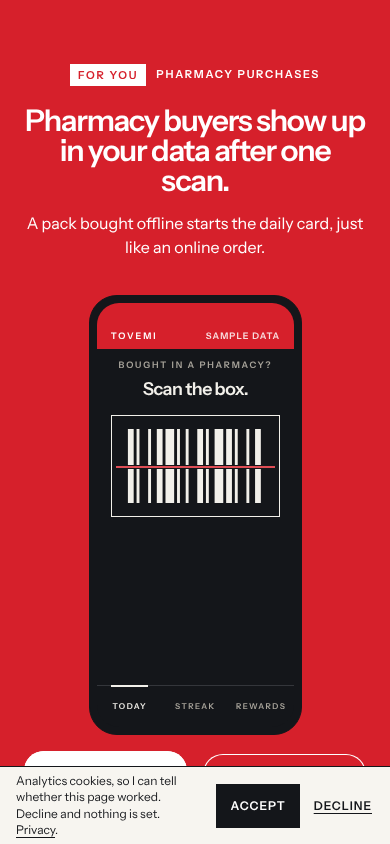 FOR YOU PHARMACY PURCHASES
Pharmacy buyers show up
in your data after one
scan.
A pack bought offline starts the daily card, just
like an online order.
TOVEMI SAMPLE DATA
BOUGHT IN A PHARMACY?
Scan the box.
TODAY STREAK REWARDS
Analytics cookies, so I can tell
whether this page worked.
Decline and nothing is set.
Privacy.
ACCEPT DECLINE